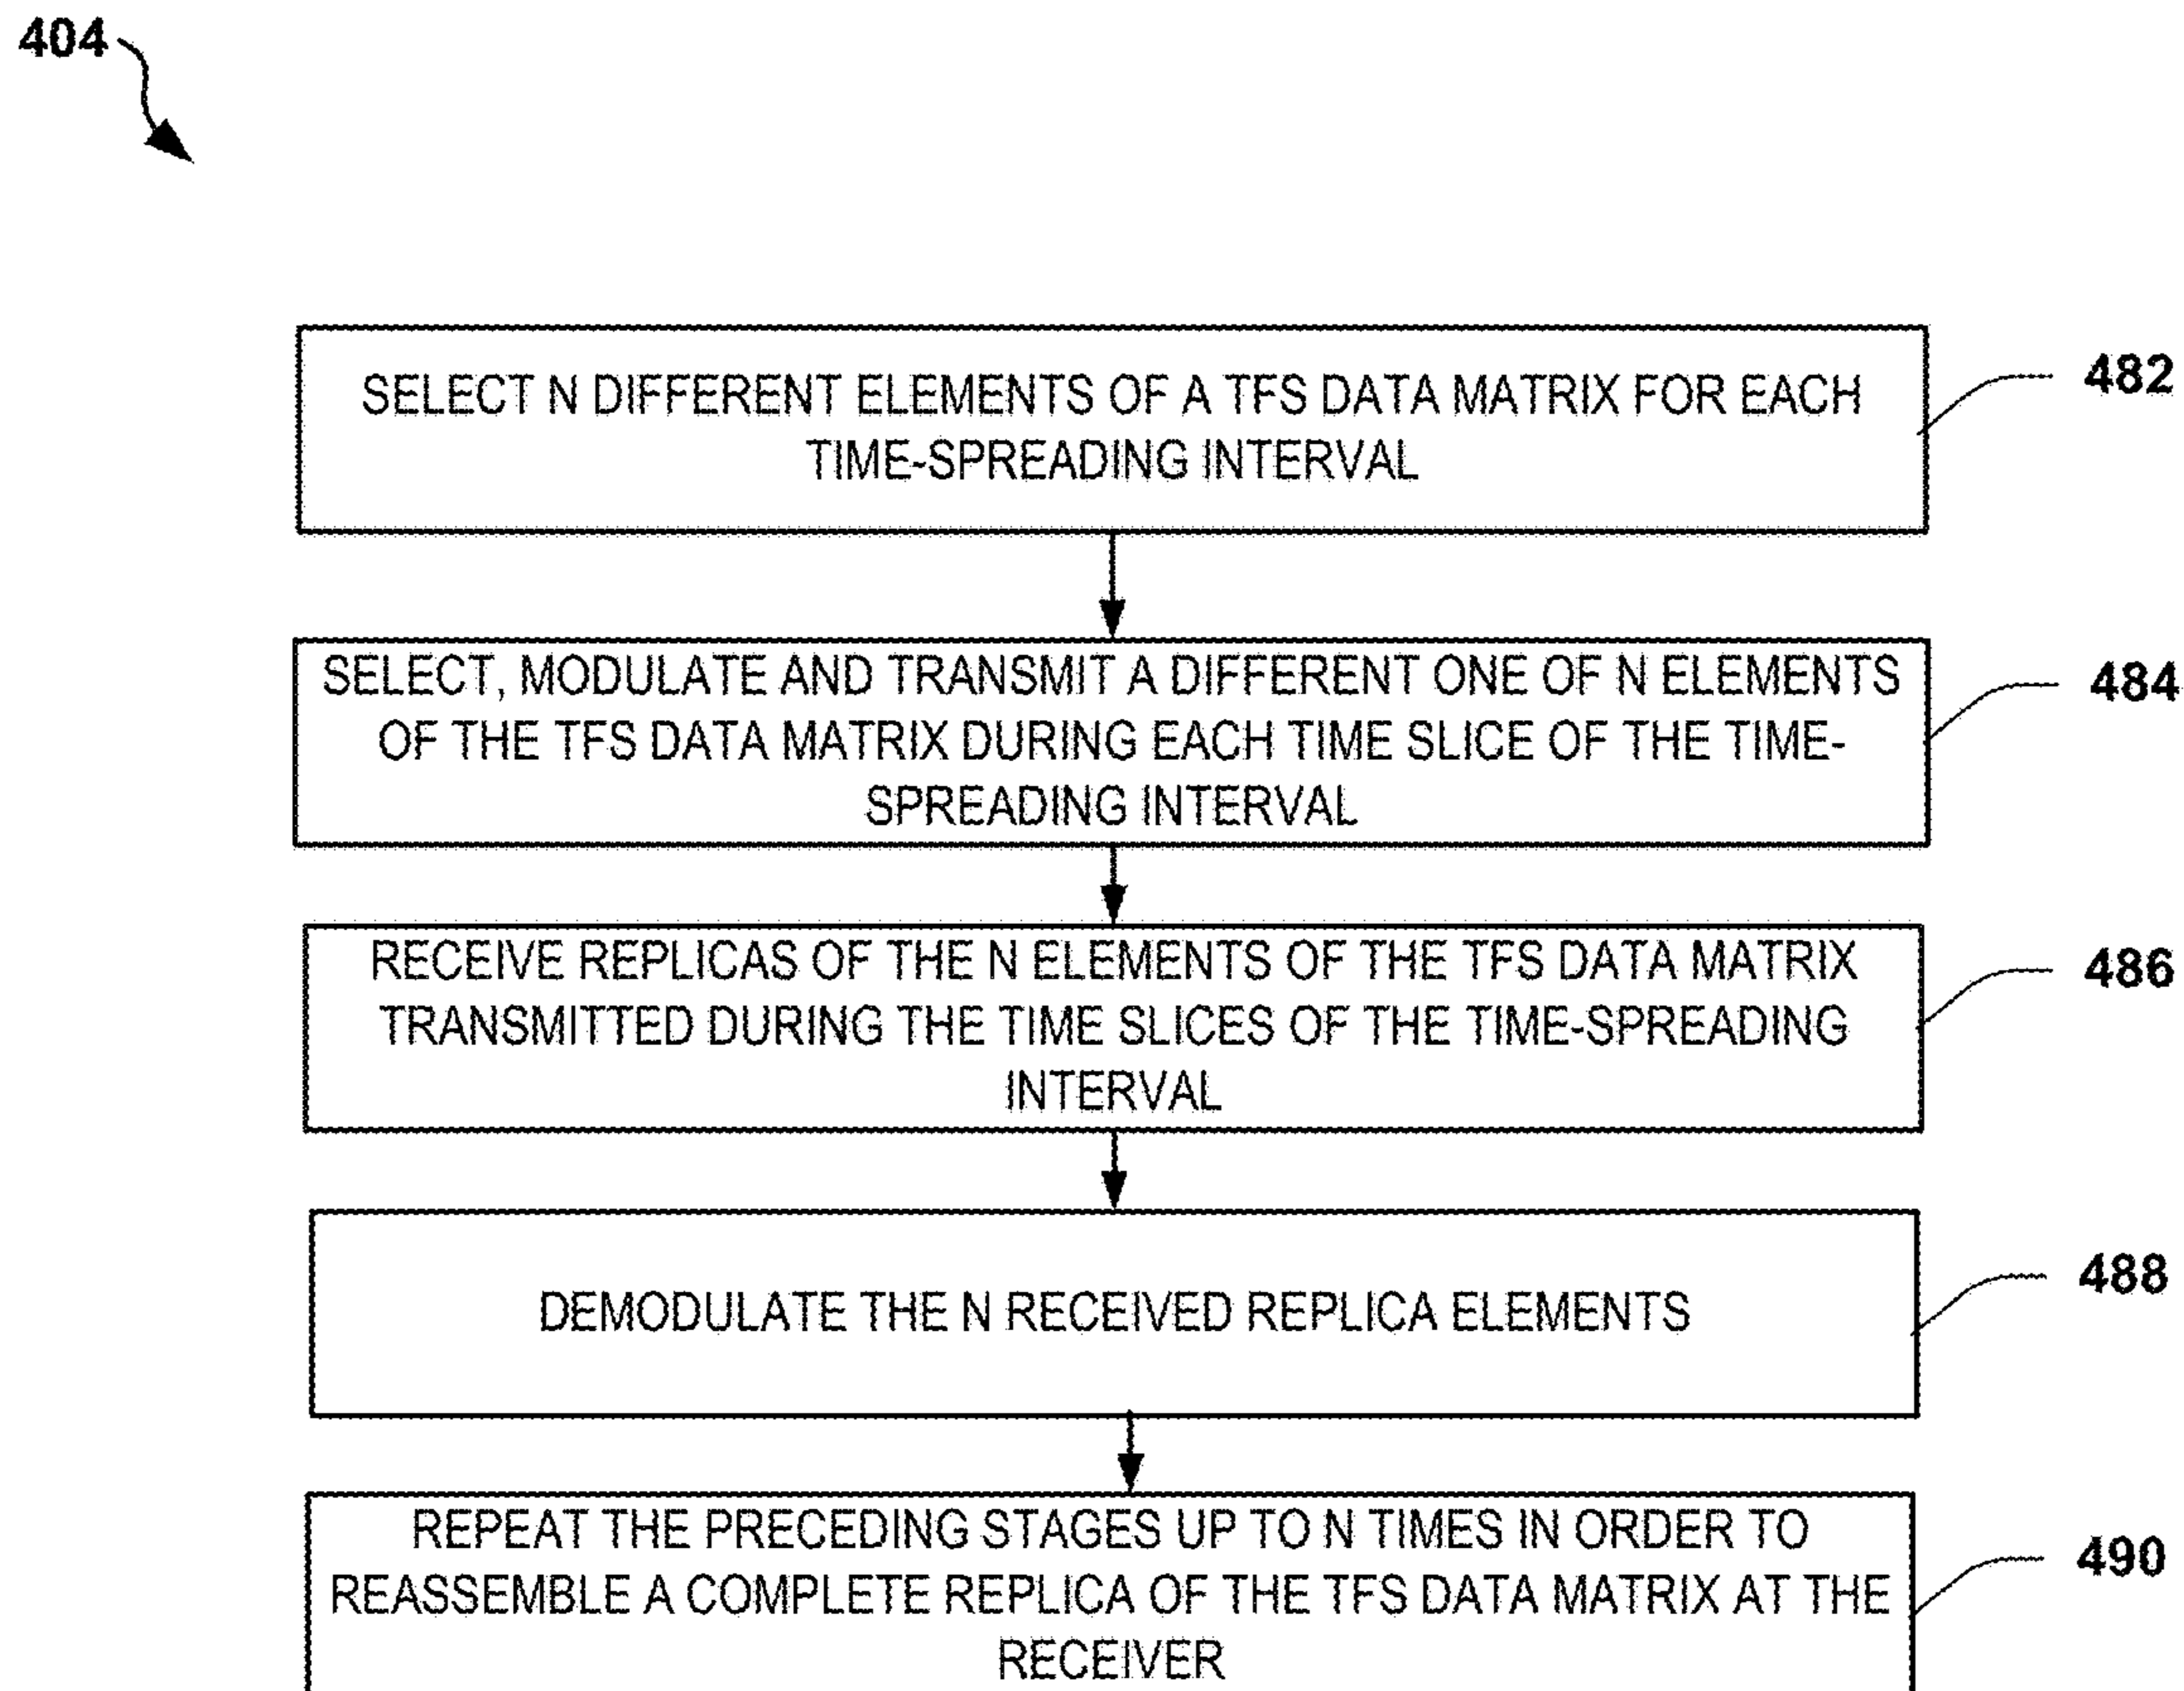 404
SELECT N DIFFERENT ELEMENTS OF A TFS DATA MATRIX FOR EACH
TIME-SPREADING INTERVAL
482
SELECT, MODULATE AND TRANSMIT A DIFFERENT ONE OF N ELEMENTS
OF THE TFS DATA MATRIX DURING EACH TIME SLICE OF THE TIME-
SPREADING INTERVAL
484
RECEIVE REPLICAS OF THE N ELEMENTS OF THE TFS DATA MATRIX
TRANSMITTED DURING THE TIME SLICES OF THE TIME-SPREADING
INTERVAL
486
DEMODULATE THE N RECEIVED REPLICA ELEMENTS
488
REPEAT THE PRECEDING STAGES UP TO N TIMES IN ORDER TO
REASSEMBLE A COMPLETE REPLICA OF THE TFS DATA MATRIX AT THE
RECEIVER
490